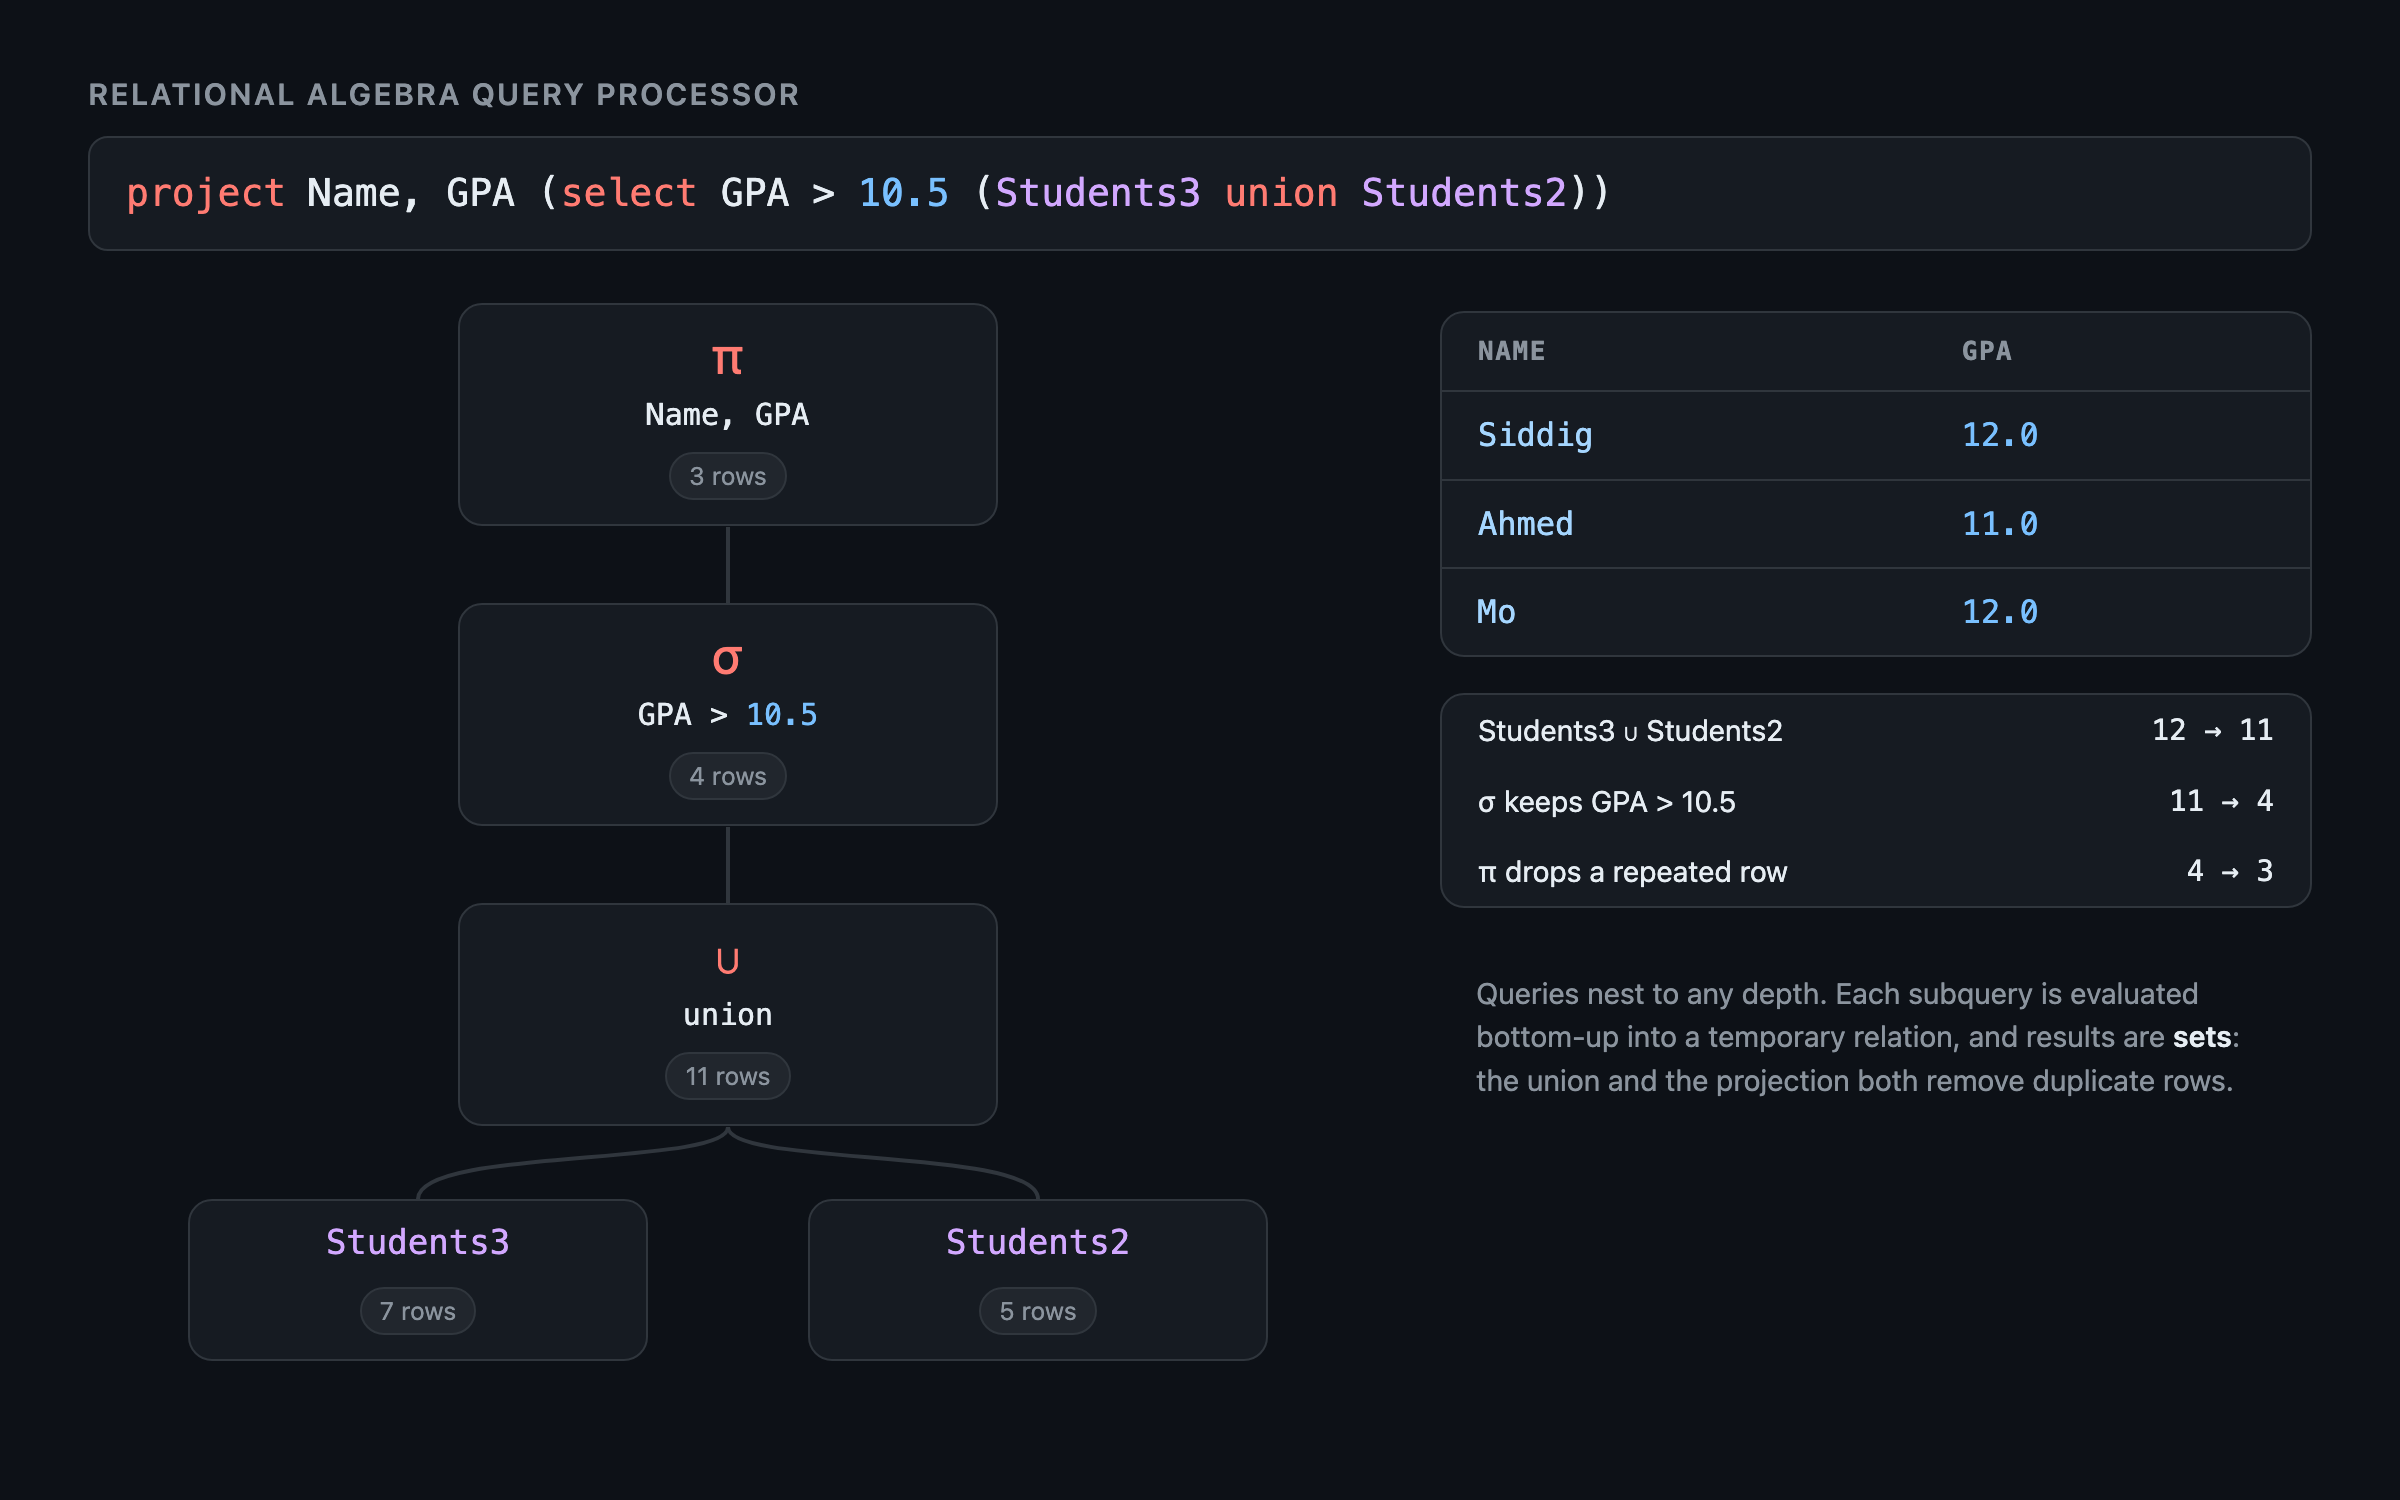 RELATIONAL ALGEBRA QUERY PROCESSOR
project Name, GPA (select GPA > 10.5 (Students3 union Students2))
π
Name, GPA
3 rows
σ
GPA > 10.5
4 rows
∪
union
11 rows
Students3
7 rows
Students2
5 rows
NAME GPA
Siddig 12.0
Ahmed 11.0
Mo 12.0
Students3 ∪ Students2 12 → 11
σ keeps GPA > 10.5 11 → 4
π drops a repeated row 4 → 3
Queries nest to any depth. Each subquery is evaluated
bottom-up into a temporary relation, and results are sets:
the union and the projection both remove duplicate rows.